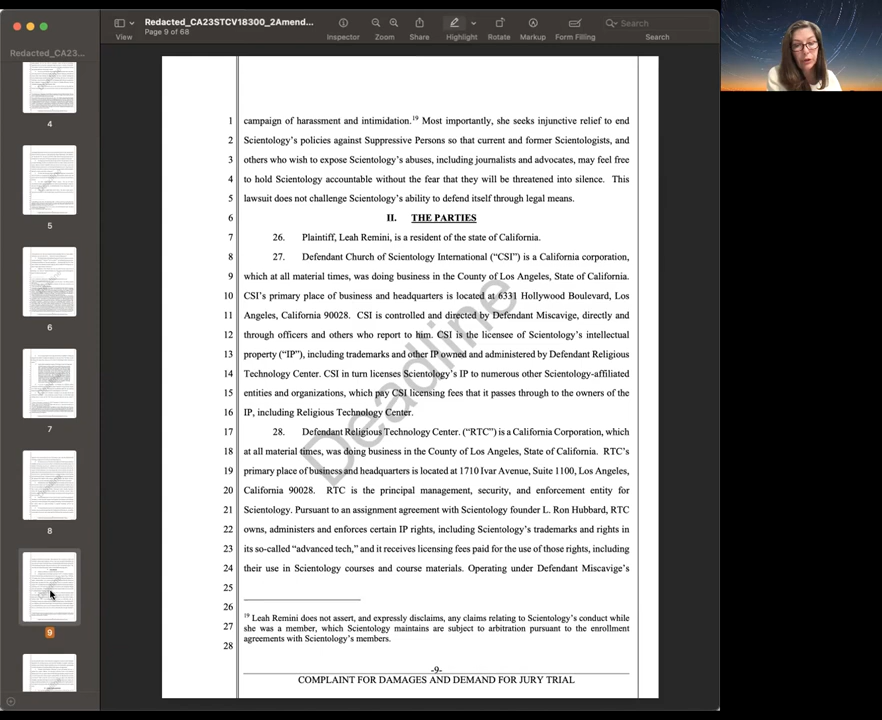 Redacted_CA23STCV18300_2Amend...
Page 9 of 68
View
Inspector
Zoom
Share
Highlight
Rotate
Markup
Form Filling
Search
Search
Redacted_CA23...
4
5
6
7
8
9
1 campaign of harassment and intimidation.19 Most importantly, she seeks injunctive relief to end
2 Scientology's policies against Suppressive Persons so that current and former Scientologists, and
3 others who wish to expose Scientology's abuses, including journalists and advocates, may feel free
4 to hold Scientology accountable without the fear that they will be threatened into silence. This
5 lawsuit does not challenge Scientology's ability to defend itself through legal means.
6 II. THE PARTIES
7 26. Plaintiff, Leah Remini, is a resident of the state of California.
8 27. Defendant Church of Scientology International ("CSI") is a California corporation,
9 which at all material times, was doing business in the County of Los Angeles, State of California.
10 CSI's primary place of business and headquarters is located at 6331 Hollywood Boulevard, Los
11 Angeles, California 90028. CSI is controlled and directed by Defendant Miscavige, directly and
12 through officers and others who report to him. CSI is the licensee of Scientology's intellectual
13 property ("IP"), including trademarks and other IP owned and administered by Defendant Religious
14 Technology Center. CSI in turn licenses Scientology's IP to numerous other Scientology-affiliated
15 entities and organizations, which pay CSI licensing fees that it passes through to the owners of the
16 IP, including Religious Technology Center.
17 28. Defendant Religious Technology Center. ("RTC") is a California Corporation, which
18 at all material times, was doing business in the County of Los Angeles, State of California. RTC's
19 primary place of business and headquarters is located at 1710 Ivar Avenue, Suite 1100, Los Angeles,
20 California 90028. RTC is the principal management, security, and enforcement entity for
21 Scientology. Pursuant to an assignment agreement with Scientology founder L. Ron Hubbard, RTC
22 owns, administers and enforces certain IP rights, including Scientology's trademarks and rights in
23 its so-called "advanced tech," and it receives licensing fees paid for the use of those rights, including
24 their use in Scientology courses and course materials. Operating under Defendant Miscavige's
25
26
19 Leah Remini does not assert, and expressly disclaims, any claims relating to Scientology's conduct while
27 she was a member, which Scientology maintains are subject to arbitration pursuant to the enrollment
agreements with Scientology's members.
28
-9-
COMPLAINT FOR DAMAGES AND DEMAND FOR JURY TRIAL
Deadline